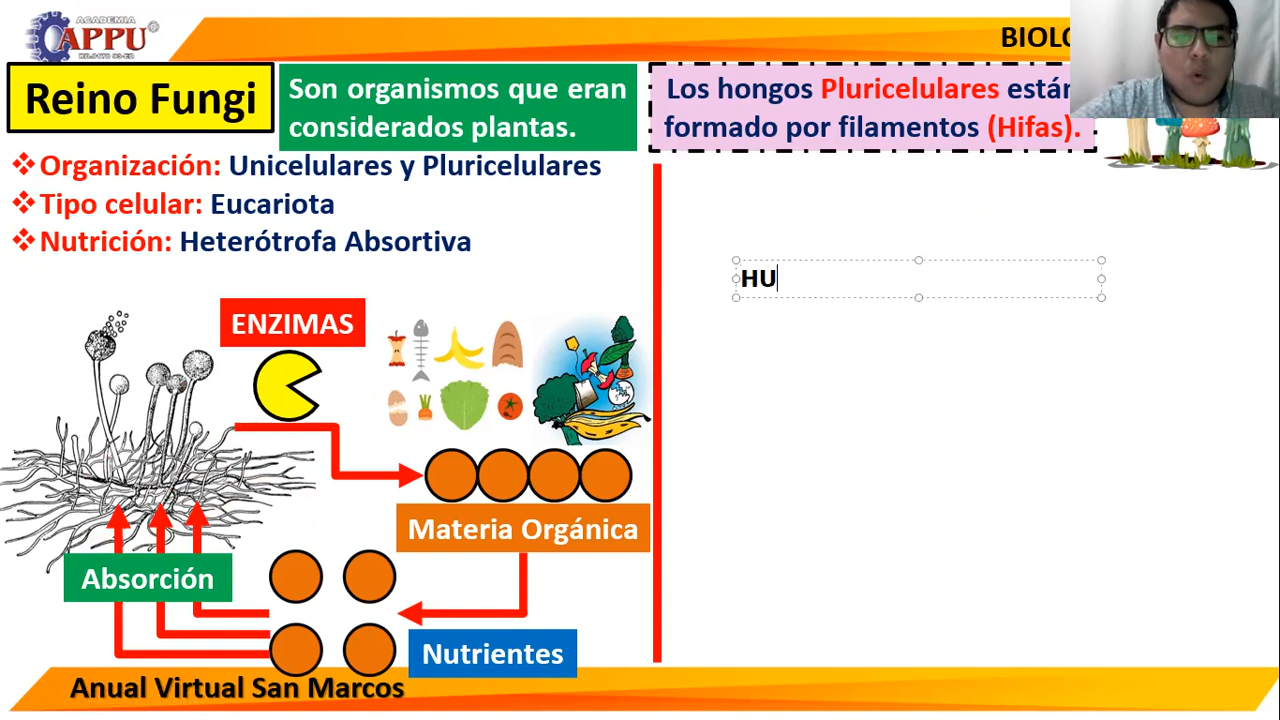 ACADEMIA
APPU®
BIOLO
Reino Fungi
Son organismos que eran
considerados plantas.
Los hongos Pluricelulares están
formado por filamentos (Hifas).
❖Organización: Unicelulares y Pluricelulares
❖Tipo celular: Eucariota
❖Nutrición: Heterótrofa Absortiva
HU
ENZIMAS
Materia Orgánica
Absorción
Nutrientes
Anual Virtual San Marcos